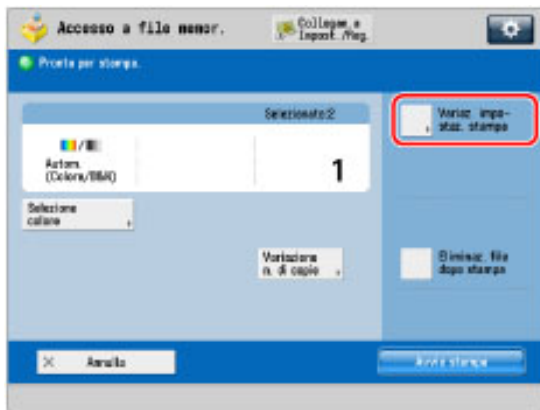 Accesso a file memor.
Collegam. e
Impost./Reg.
Pronta per stampa.
Selezionato:2
Autom.
(Colore/B&N)
1
Selezione
colore
Variazione
n. di copie
Variaz. impo-
staz. stampa
Eliminaz. file
dopo stampa
Annulla
Avvio stampa